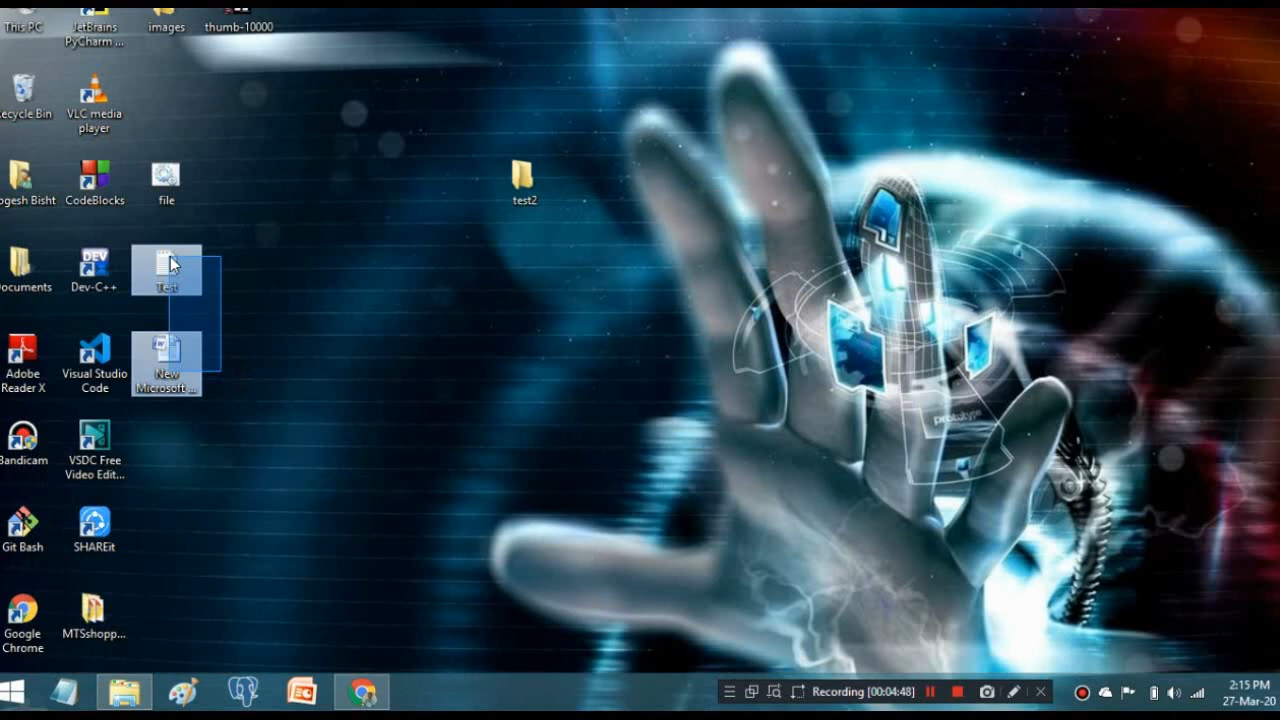 This PC
JetBrains
PyCharm ...
images
thumb-10000
ecycle Bin
VLC media
player
ogesh Bisht
CodeBlocks
file
test2
ocuments
DEV
Dev-C++
Test
Adobe
Reader X
Visual Studio
Code
New
Microsoft ...
Bandicam
VSDC Free
Video Edit...
Git Bash
SHAREit
Google
Chrome
MTSshopp...
prototype
Recording [00:04:48]
2:15 PM
27-Mar-20